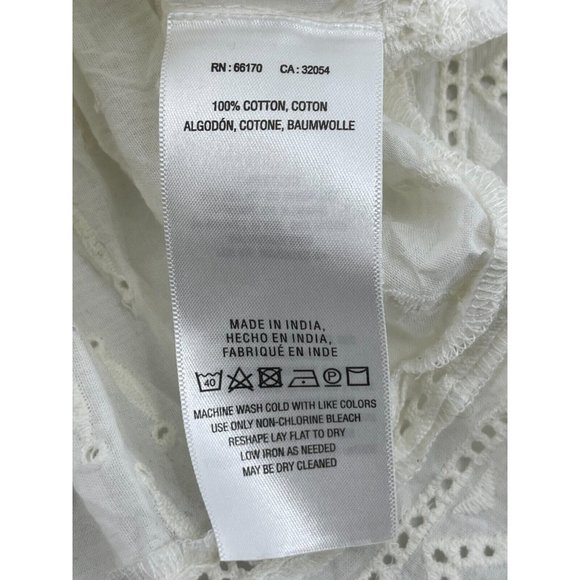 RN : 66170 CA : 32054
100% COTTON, COTON
ALGODÓN, COTONE, BAUMWOLLE
MADE IN INDIA,
HECHO EN INDIA,
FABRIQUÉ EN INDE
40 P
MACHINE WASH COLD WITH LIKE COLORS
USE ONLY NON-CHLORINE BLEACH
RESHAPE LAY FLAT TO DRY
LOW IRON AS NEEDED
MAY BE DRY CLEANED